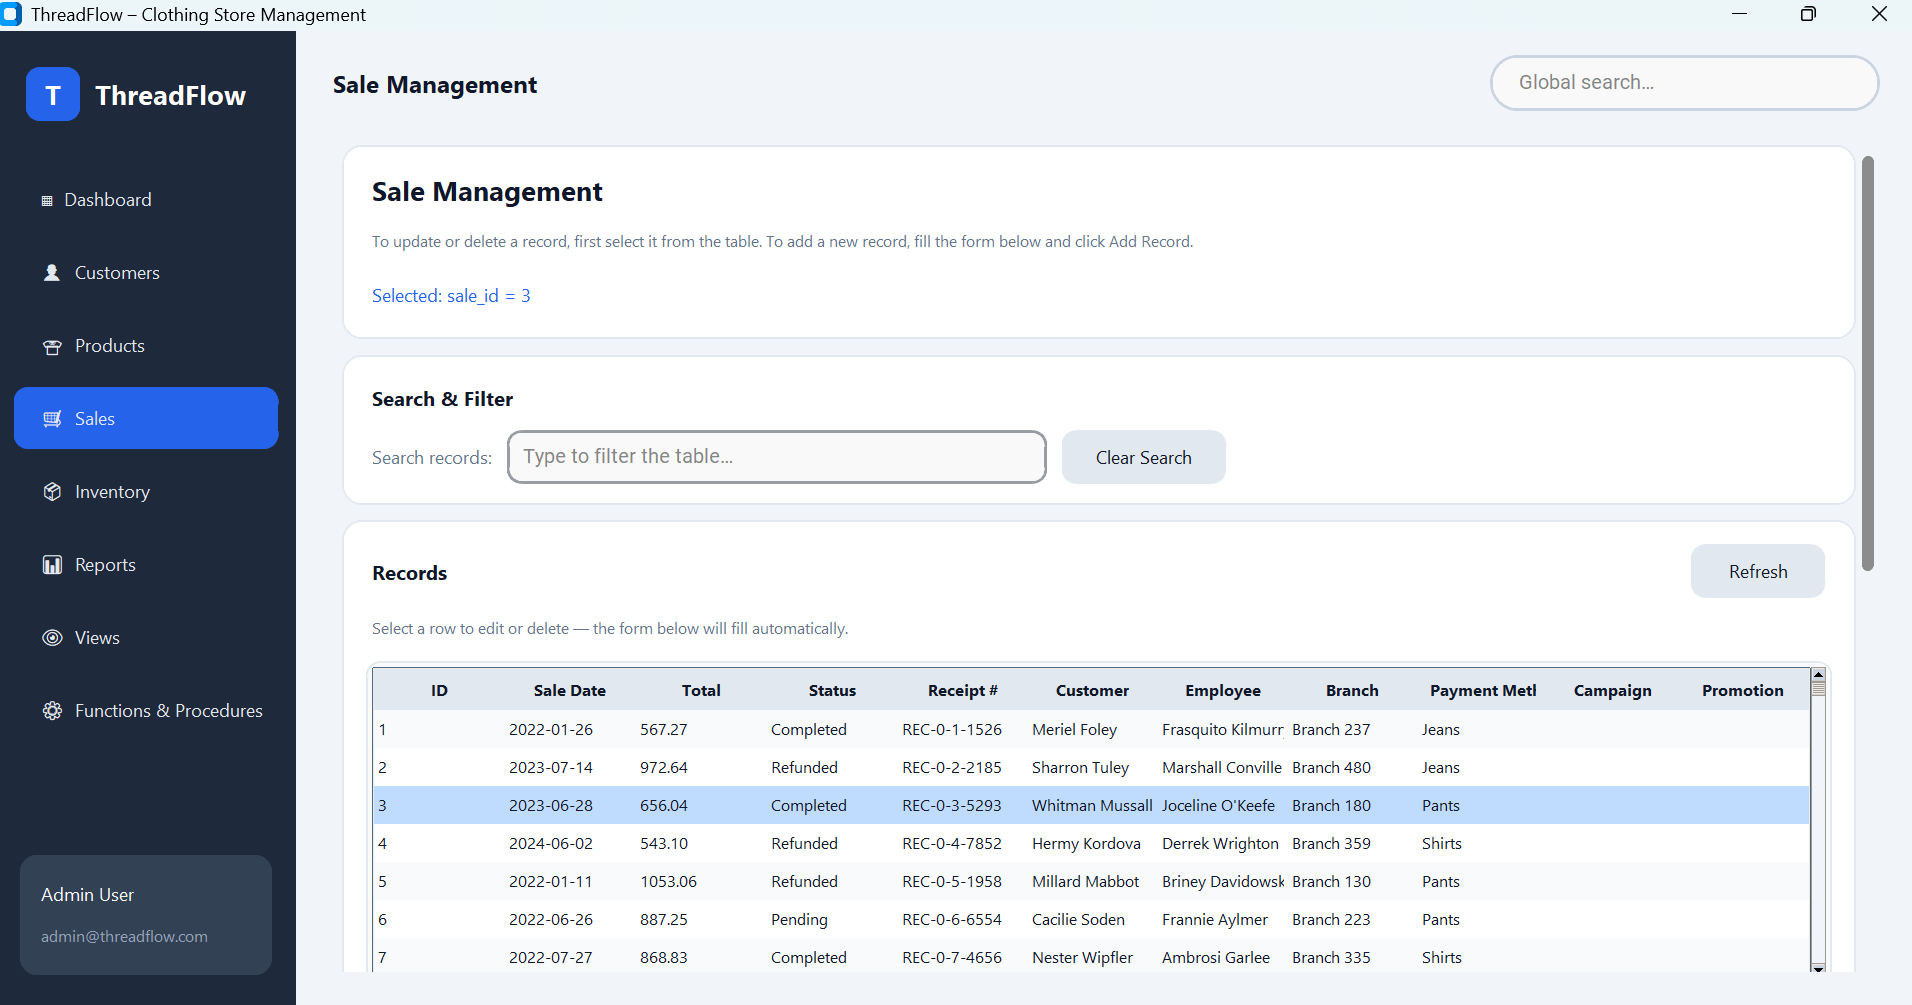 ThreadFlow – Clothing Store Management
T ThreadFlow
Dashboard
Customers
Products
Sales
Inventory
Reports
Views
Functions & Procedures
Admin User
admin@threadflow.com
Sale Management
Global search...
Sale Management
To update or delete a record, first select it from the table. To add a new record, fill the form below and click Add Record.
Selected: sale_id = 3
Search & Filter
Search records: Type to filter the table... Clear Search
Records Refresh
Select a row to edit or delete — the form below will fill automatically.
ID Sale Date Total Status Receipt # Customer Employee Branch Payment Metl Campaign Promotion
1 2022-01-26 567.27 Completed REC-0-1-1526 Meriel Foley Frasquito Kilmurr Branch 237 Jeans
2 2023-07-14 972.64 Refunded REC-0-2-2185 Sharron Tuley Marshall Conville Branch 480 Jeans
3 2023-06-28 656.04 Completed REC-0-3-5293 Whitman Mussall Joceline O'Keefe Branch 180 Pants
4 2024-06-02 543.10 Refunded REC-0-4-7852 Hermy Kordova Derrek Wrighton Branch 359 Shirts
5 2022-01-11 1053.06 Refunded REC-0-5-1958 Millard Mabbot Briney Davidowsk Branch 130 Pants
6 2022-06-26 887.25 Pending REC-0-6-6554 Cacilie Soden Frannie Aylmer Branch 223 Pants
7 2022-07-27 868.83 Completed REC-0-7-4656 Nester Wipfler Ambrosi Garlee Branch 335 Shirts